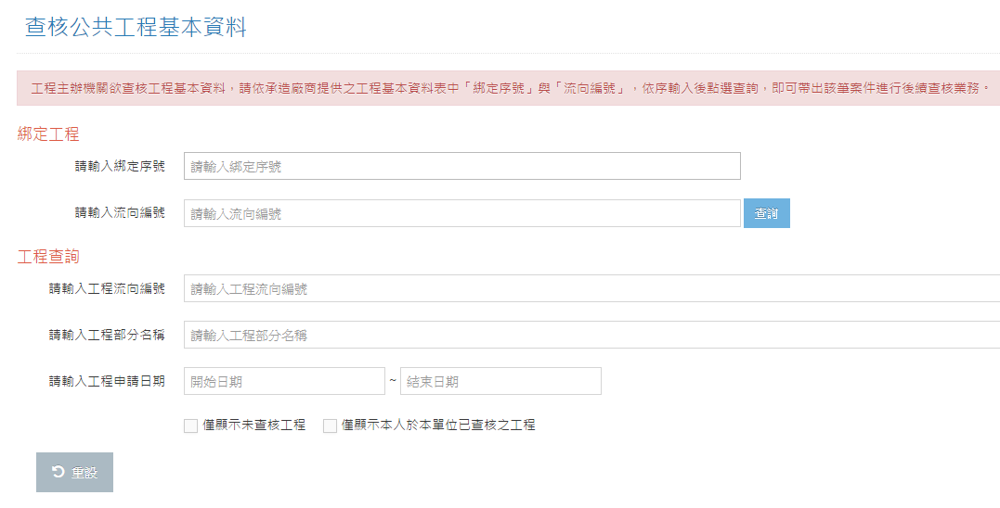 查核公共工程基本資料
工程主辦機關欲查核工程基本資料，請依承造廠商提供之工程基本資料表中「綁定序號」與「流向編號」，依序輸入後點選查詢，即可帶出該筆案件進行後續查核業務。
綁定工程
請輸入綁定序號 請輸入綁定序號
請輸入流向編號 請輸入流向編號 查詢
工程查詢
請輸入工程流向編號 請輸入工程流向編號
請輸入工程部分名稱 請輸入工程部分名稱
請輸入工程申請日期 開始日期 ~ 結束日期
僅顯示未查核工程 僅顯示本人於本單位已查核之工程
重設